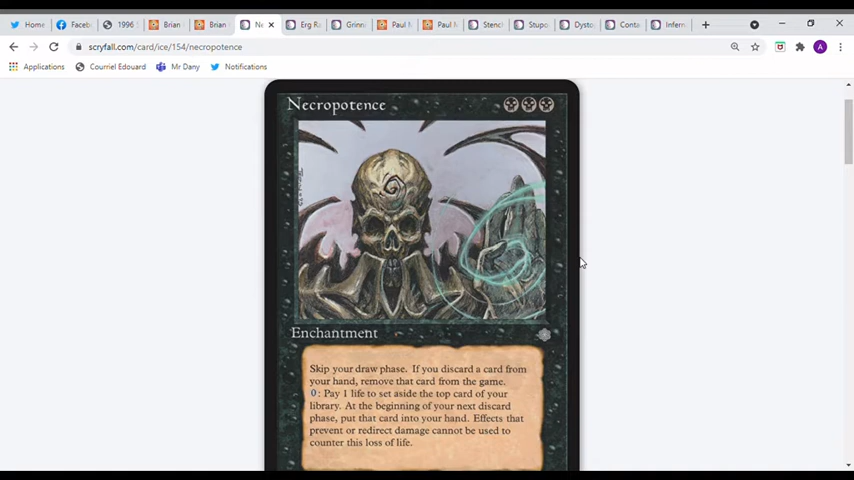 Home
Faceb
1996
Brian
Brian
Ne
Erg Ra
Grinn
Paul M
Paul M
Stenc
Stupo
Dysto
Conta
Infern
scryfall.com/card/ice/154/necropotence
A
Applications
Courriel Edouard
Mr Dany
Notifications
Necropotence
Enchantment
Skip your draw phase. If you discard a card from
your hand, remove that card from the game.
0: Pay 1 life to set aside the top card of your
library. At the beginning of your next discard
phase, put that card into your hand. Effects that
prevent or redirect damage cannot be used to
counter this loss of life.